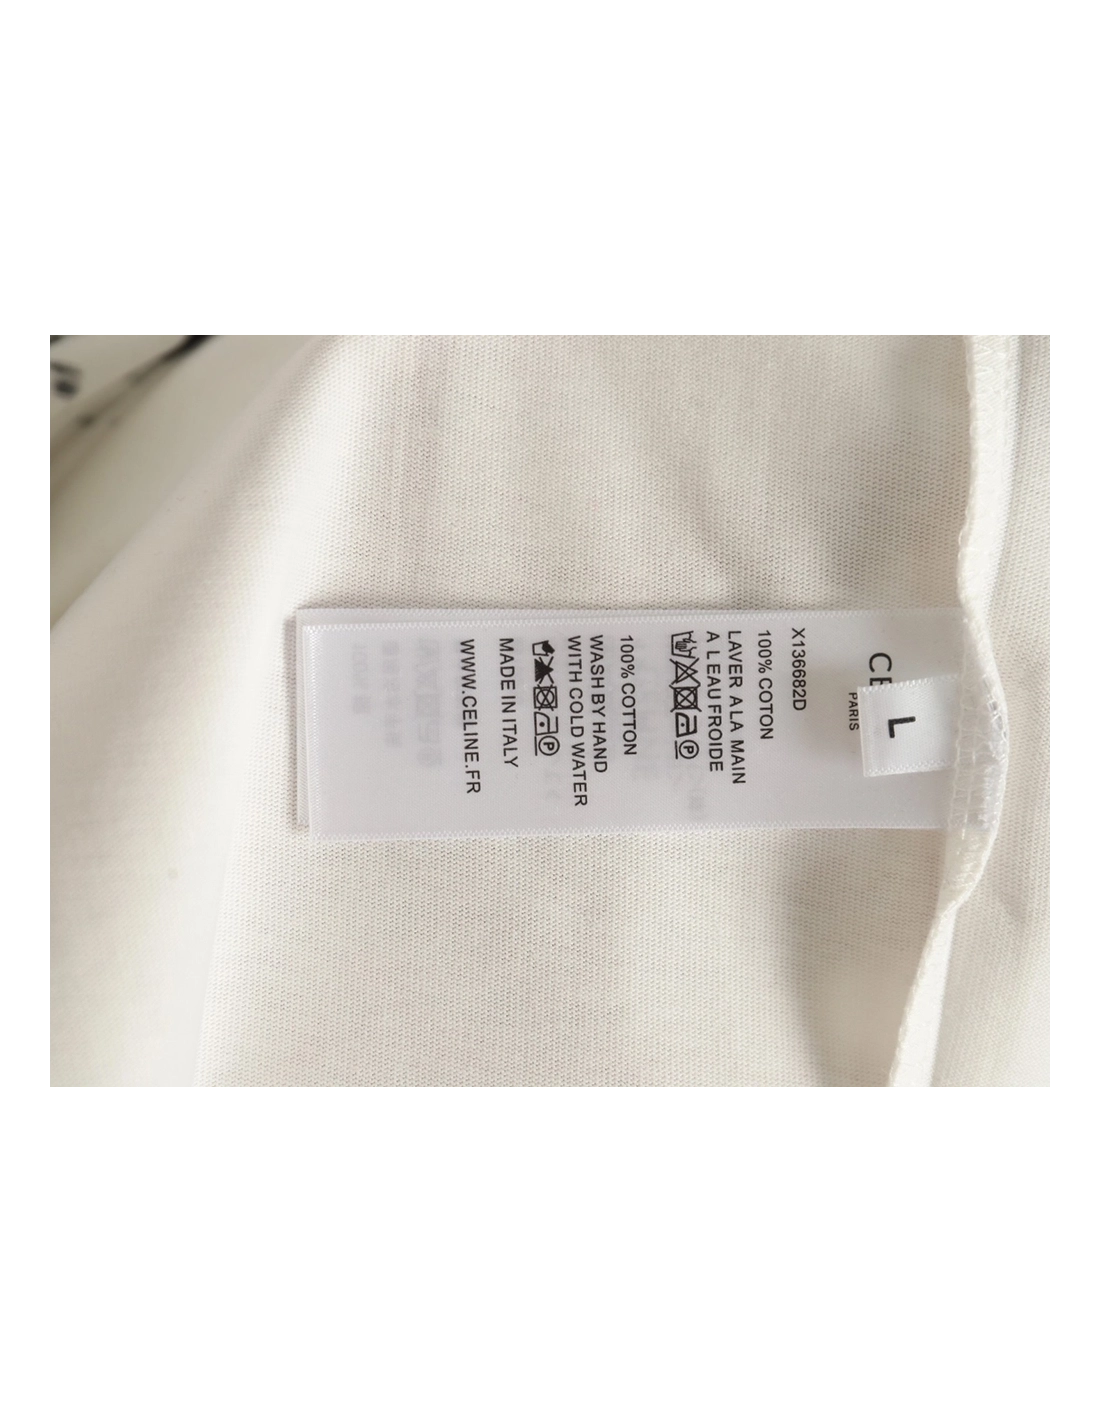 CE
PARIS
L
X136682D
100% COTON
LAVER A LA MAIN
A L EAU FROIDE
100% COTTON
WASH BY HAND
WITH COLD WATER
MADE IN ITALY
WWW.CELINE.FR